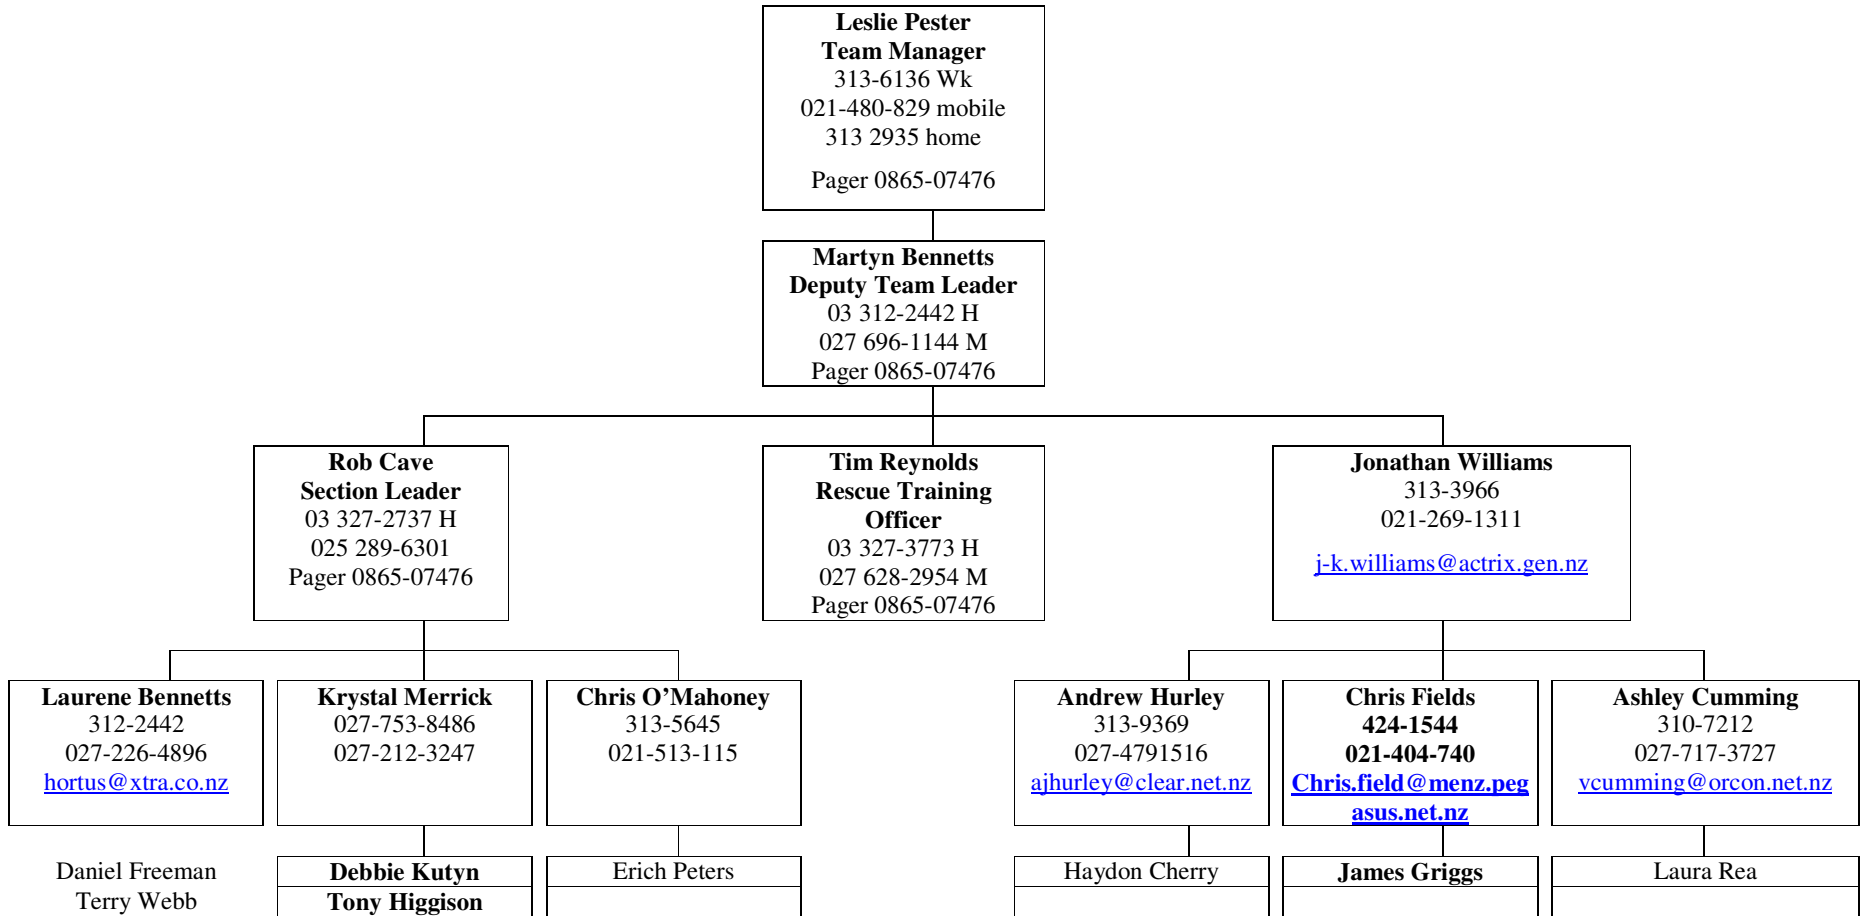 Leslie Pester
Team Manager
313-6136 Wk
021-480-829 mobile
313 2935 home
Pager 0865-07476
Martyn Bennetts
Deputy Team Leader
03 312-2442 H
027 696-1144 M
Pager 0865-07476
Rob Cave
Section Leader
03 327-2737 H
025 289-6301
Pager 0865-07476
Tim Reynolds
Rescue Training
Officer
03 327-3773 H
027 628-2954 M
Pager 0865-07476
Jonathan Williams
313-3966
021-269-1311
j-k.williams@actrix.gen.nz
Laurene Bennetts
312-2442
027-226-4896
hortus@xtra.co.nz
Krystal Merrick
027-753-8486
027-212-3247
Chris O’Mahoney
313-5645
021-513-115
Andrew Hurley
313-9369
027-4791516
ajhurley@clear.net.nz
Chris Fields
424-1544
021-404-740
Chris.field@menz.peg
asus.net.nz
Ashley Cumming
310-7212
027-717-3727
vcumming@orcon.net.nz
Daniel Freeman
Terry Webb
Debbie Kutyn
Tony Higgison
Erich Peters
Haydon Cherry
James Griggs
Laura Rea